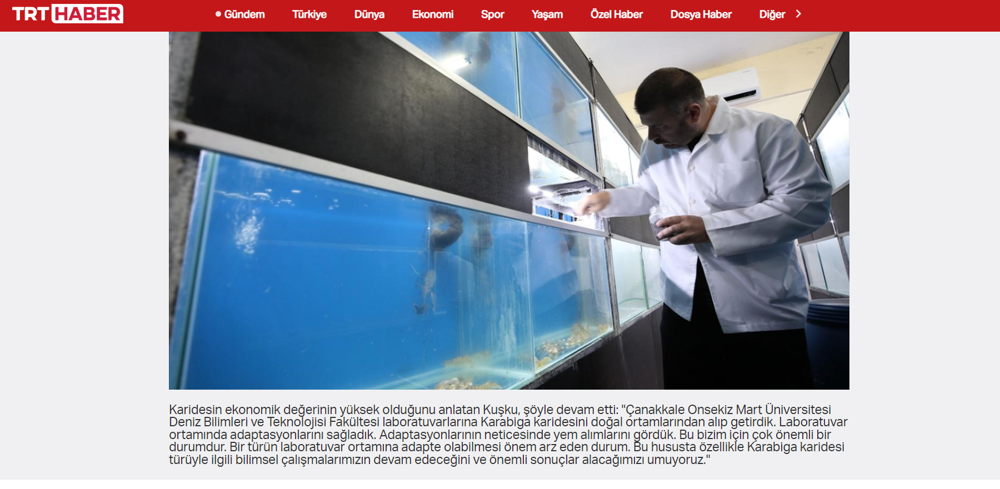 TRT HABER
Gündem Türkiye Dünya Ekonomi Spor Yaşam Özel Haber Dosya Haber Diğer
Karidesin ekonomik değerinin yüksek olduğunu anlatan Kuşku, şöyle devam etti: "Çanakkale Onsekiz Mart Üniversitesi
Deniz Bilimleri ve Teknolojisi Fakültesi laboratuvarlarına Karabiga karidesini doğal ortamlarından alıp getirdik. Laboratuvar
ortamında adaptasyonlarını sağladık. Adaptasyonlarının neticesinde yem alımlarını gördük. Bu bizim için çok önemli bir
durumdur. Bir türün laboratuvar ortamına adapte olabilmesi önem arz eden durum. Bu hususta özellikle Karabiga karidesi
türüyle ilgili bilimsel çalışmalarımızın devam edeceğini ve önemli sonuçlar alacağımızı umuyoruz."